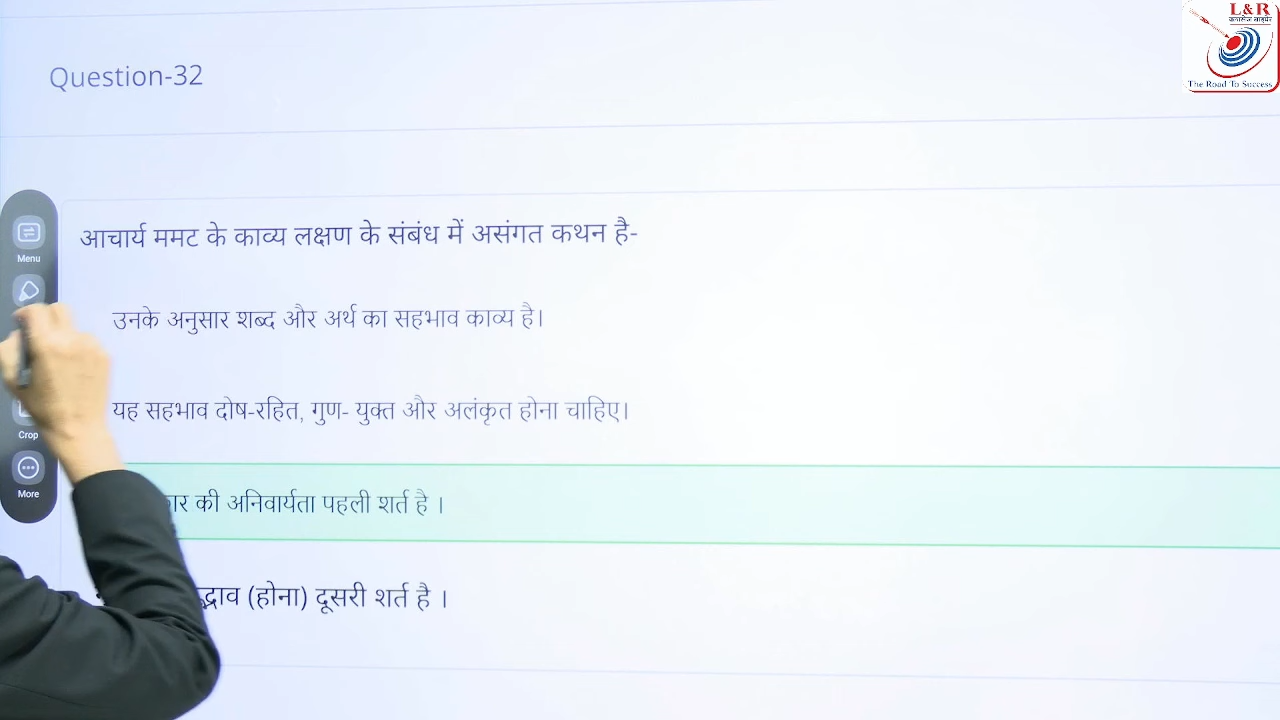 L&R
The Road To Success
Question-32
आचार्य ममट के काव्य लक्षण के संबंध में असंगत कथन है-
Menu
उनके अनुसार शब्द और अर्थ का सहभाव काव्य है।
यह सहभाव दोष-रहित, गुण- युक्त और अलंकृत होना चाहिए।
Crop
की अनिवार्यता पहली शर्त है ।
More
(होना) दूसरी शर्त है ।